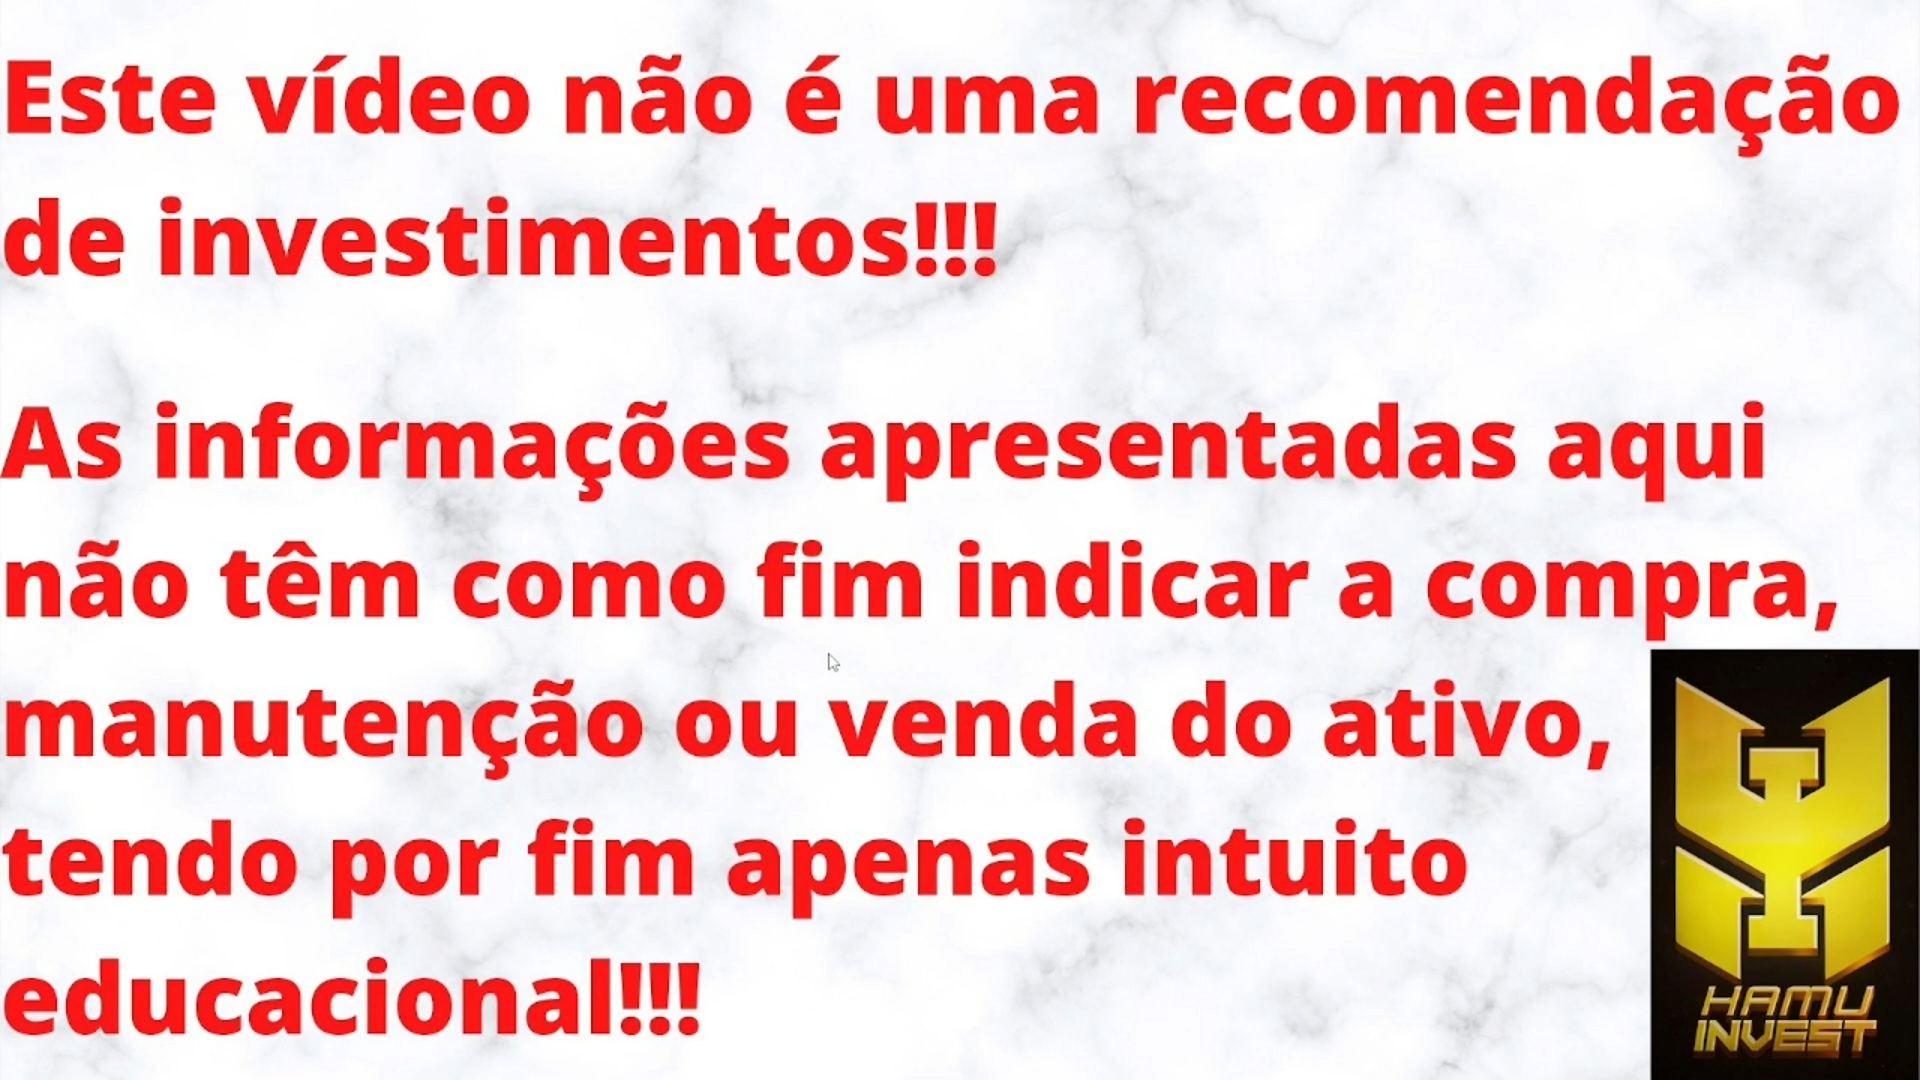 Este vídeo não é uma recomendação
de investimentos!!!
As informações apresentadas aqui
não têm como fim indicar a compra,
manutenção ou venda do ativo,
tendo por fim apenas intuito
educacional!!!
HAMU
INVEST